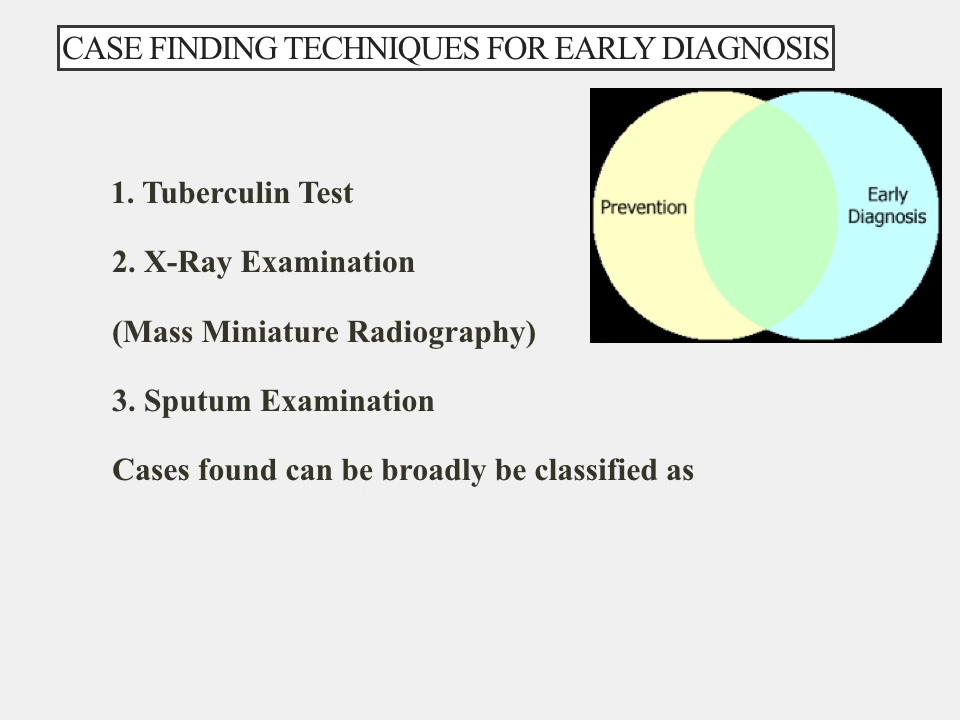 CASE FINDING TECHNIQUES FOR EARLY DIAGNOSIS
1. Tuberculin Test
2. X-Ray Examination
(Mass Miniature Radiography)
3. Sputum Examination
Cases found can be broadly be classified as
Prevention
Early
Diagnosis